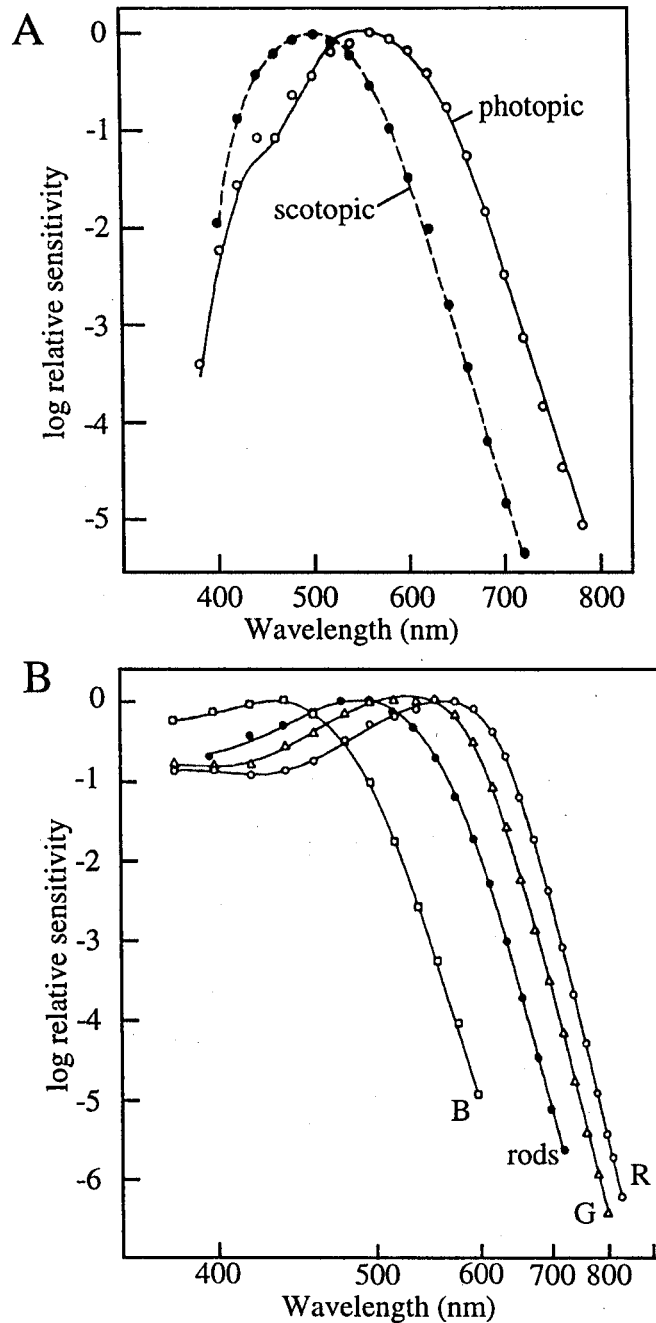 A
0
-1
-2
-3
-4
-5
log relative sensitivity
photopic
scotopic
400 500 600 700 800
Wavelength (nm)
B
0
-1
-2
-3
-4
-5
-6
log relative sensitivity
B
rods
R
G
400 500 600 700 800
Wavelength (nm)